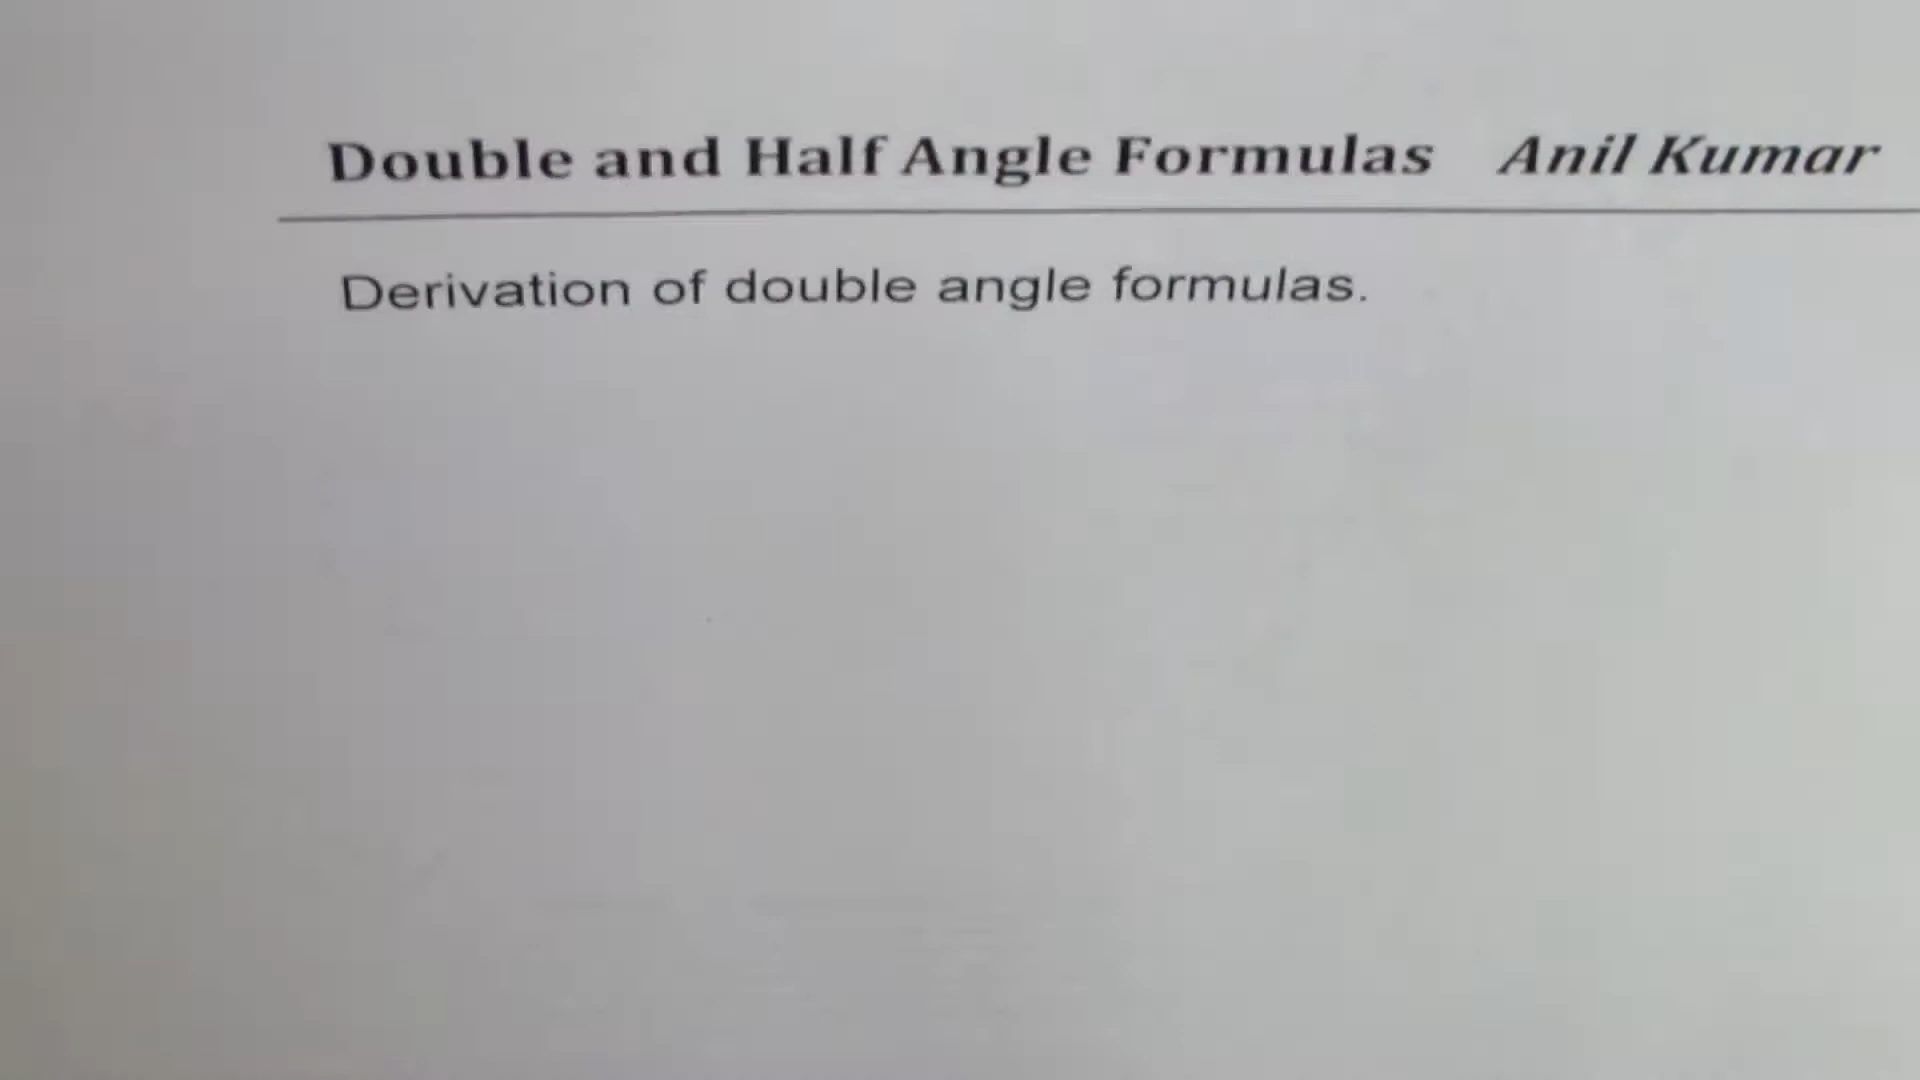 Double and Half Angle Formulas Anil Kumar
Derivation of double angle formulas.